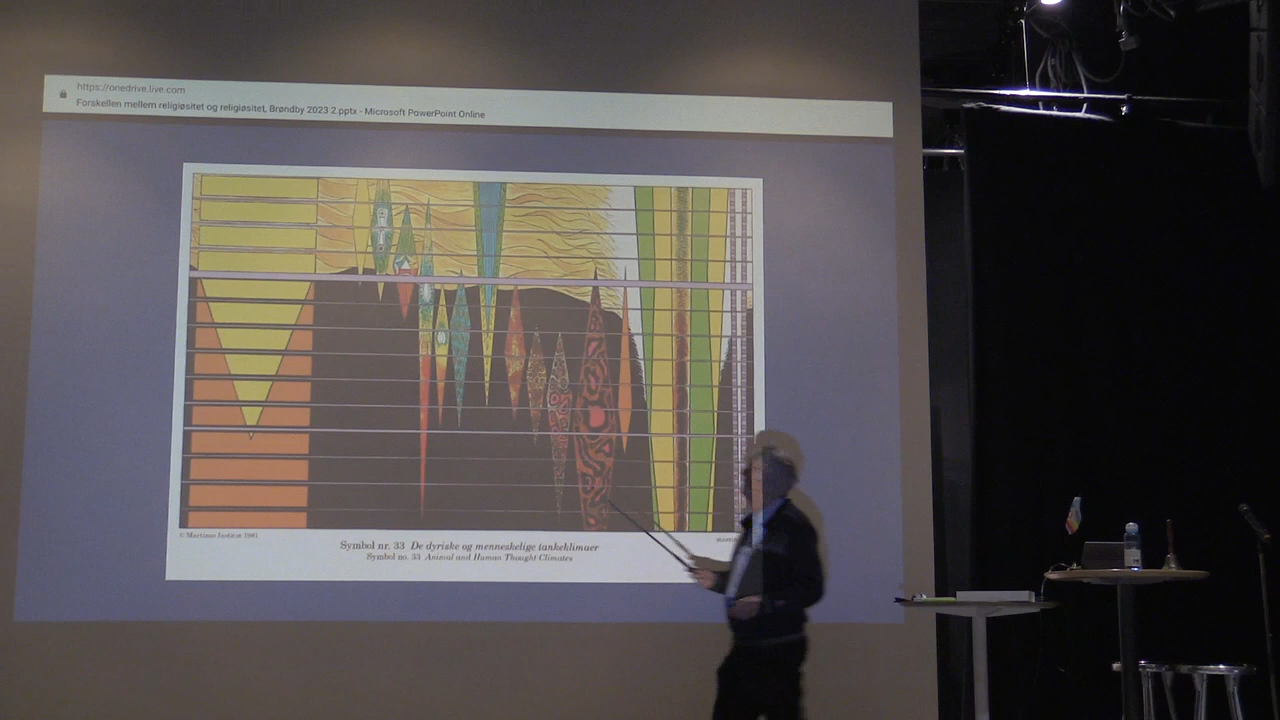 https://onedrive.live.com
Forskellen mellem religiøsitet og religiøsitet, Brøndby 2023 2.pptx - Microsoft PowerPoint Online
© Martinus Institut 1981
Symbol nr. 33 De dyriske og menneskelige tankeklimaer
Symbol no. 33 Animal and Human Thought Climates